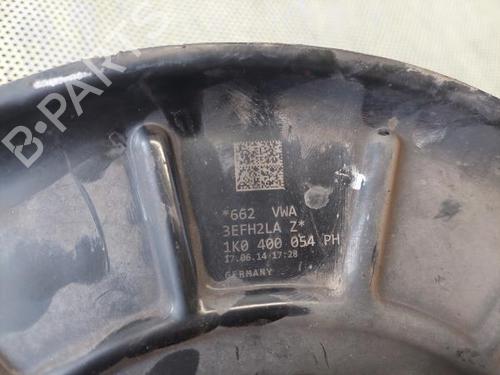 B-PARTS
*662 VWA
3EFH2LA Z*
1K0 400 054 PH
17.06.14 17:28
GERMANY